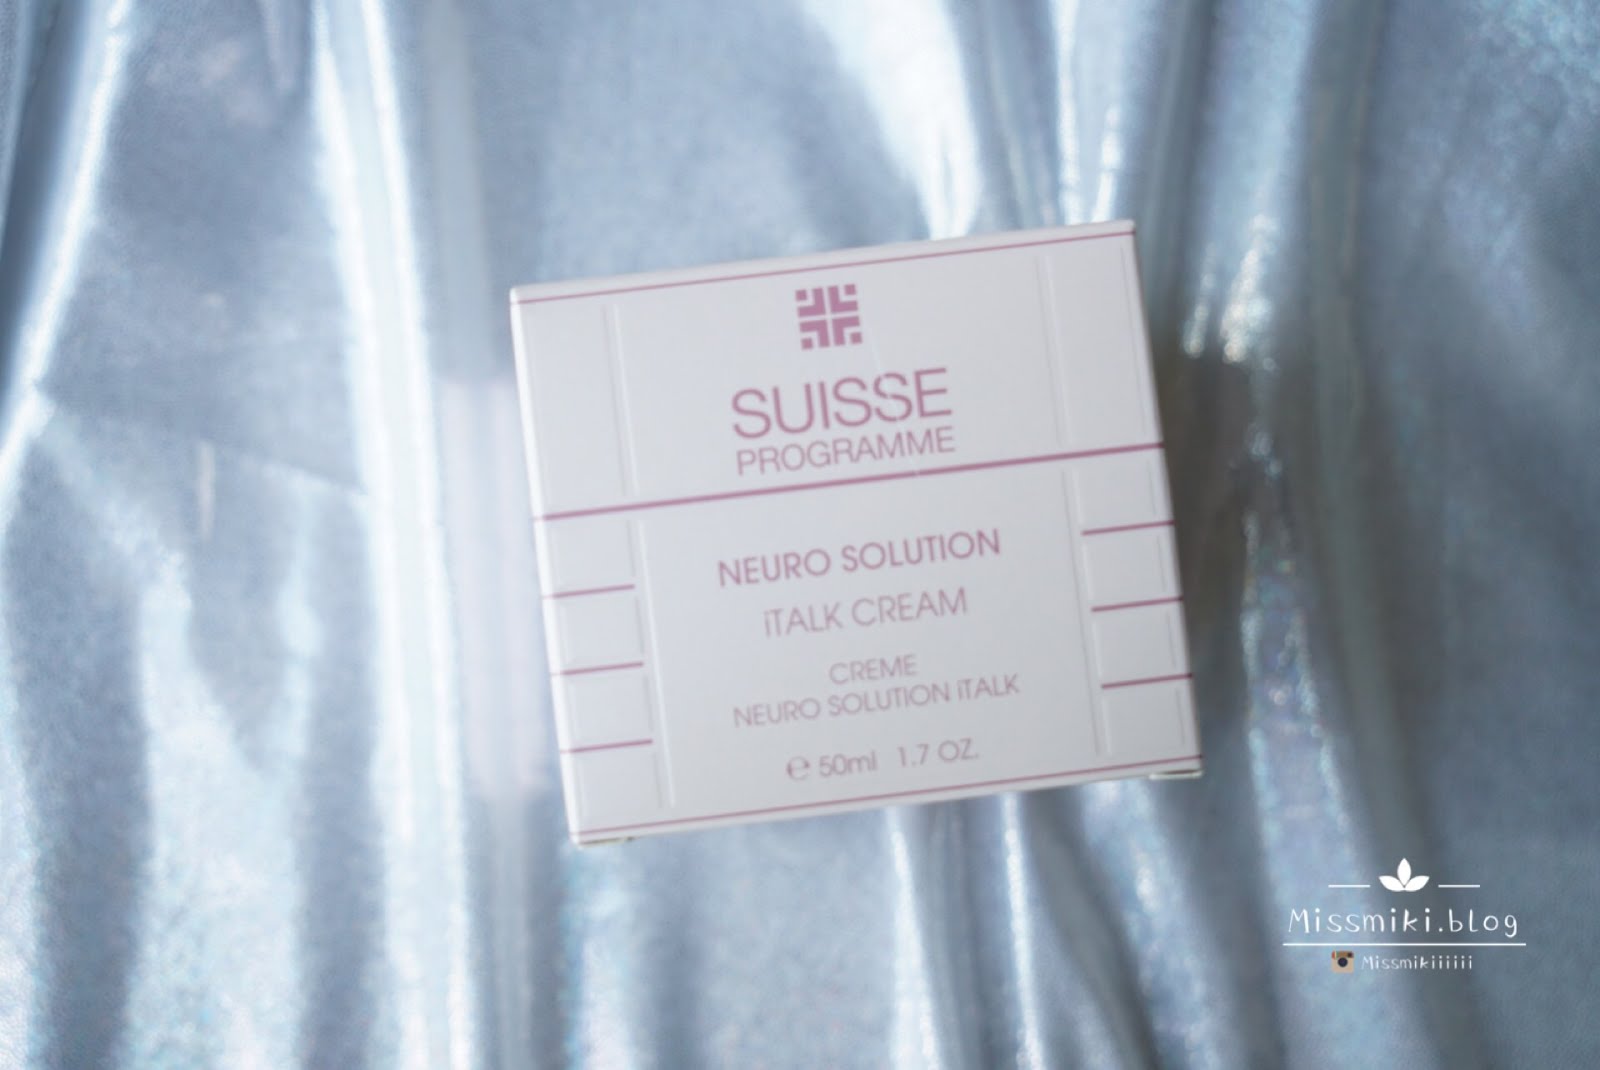 SUISSE
PROGRAMME
NEURO SOLUTION
iTALK CREAM
CREME
NEURO SOLUTION iTALK
℮ 50ml 1.7 OZ.
Missmiki.blog
Missmikiiiiii